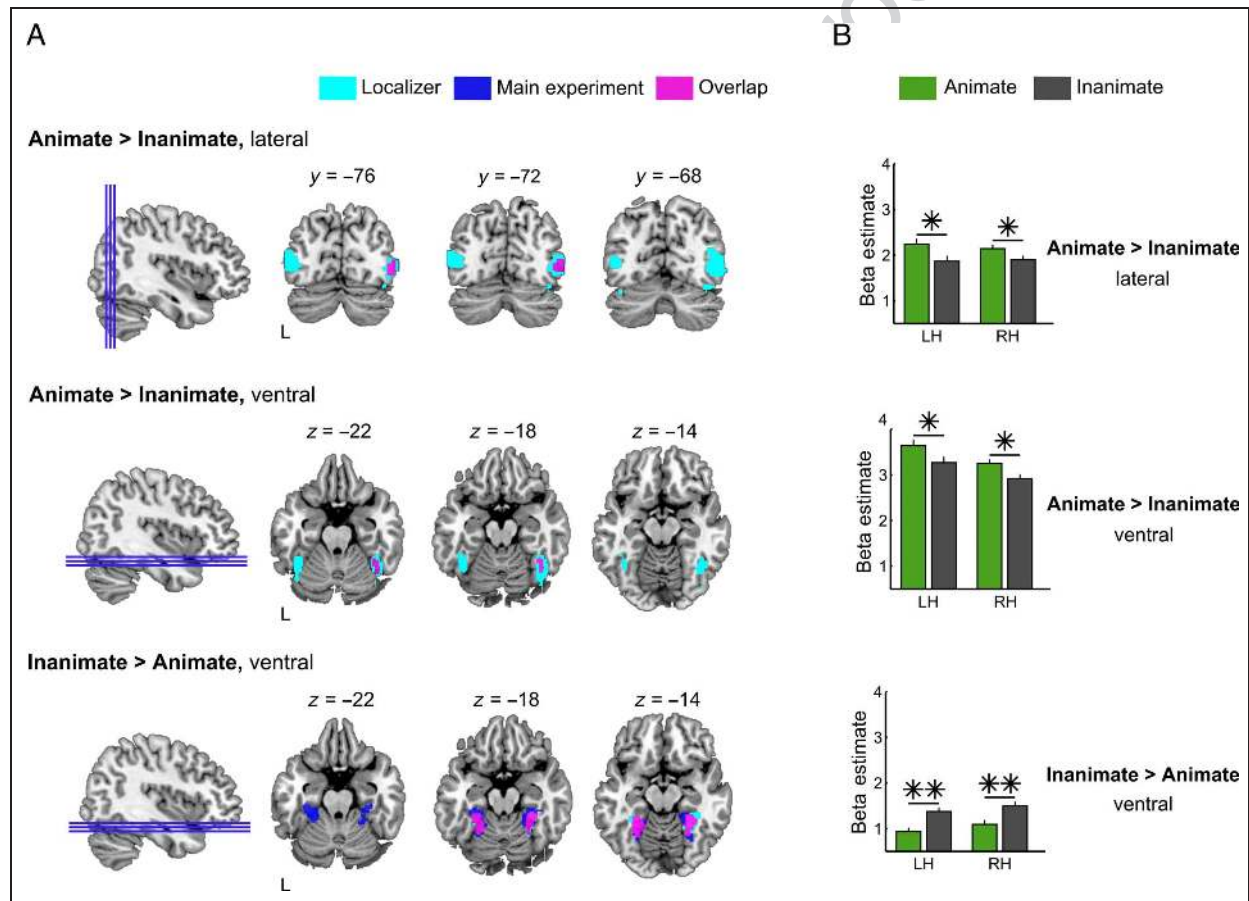 A
B
Localizer Main experiment Overlap
Animate Inanimate
Animate > Inanimate, lateral
y = −76 y = −72 y = −68
L
4
3
2
1
Beta estimate
LH RH
Animate > Inanimate
lateral
Animate > Inanimate, ventral
z = −22 z = −18 z = −14
L
4
3
2
1
Beta estimate
LH RH
Animate > Inanimate
ventral
Inanimate > Animate, ventral
z = −22 z = −18 z = −14
L
4
3
2
1
Beta estimate
LH RH
Inanimate > Animate
ventral